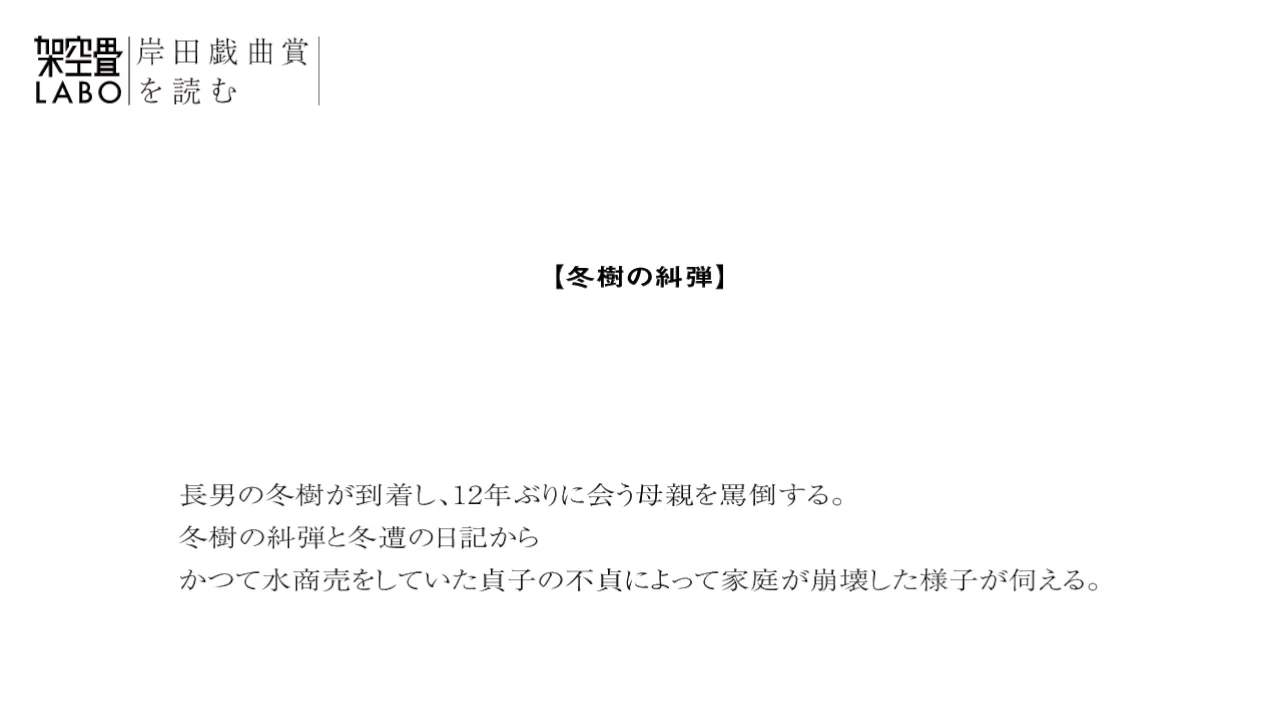 架空畳
LABO
岸田戯曲賞
を読む
【冬樹の糾弾】
長男の冬樹が到着し、12年ぶりに会う母親を罵倒する。
冬樹の糾弾と冬遭の日記から
かつて水商売をしていた貞子の不貞によって家庭が崩壊した様子が伺える。